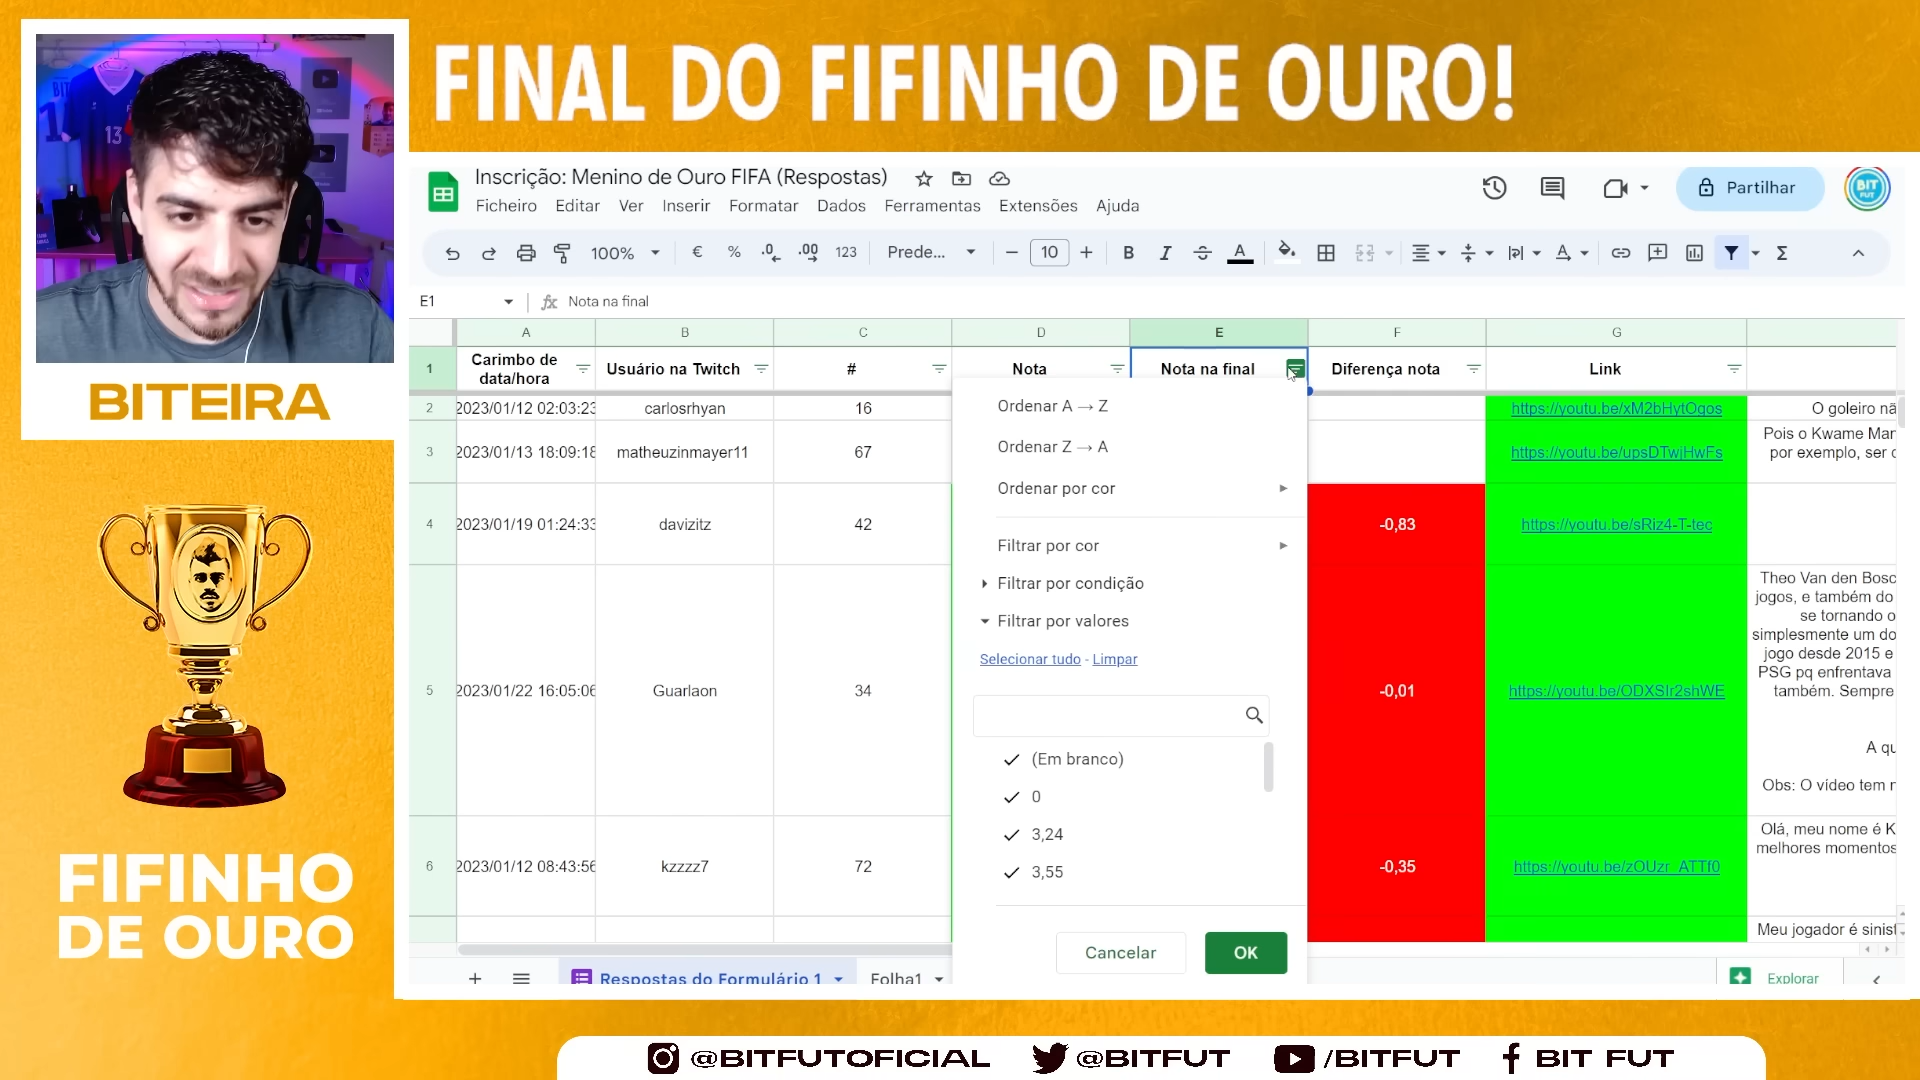 FINAL DO FIFINHO DE OURO!
BITEIRA
FIFINHO
DE OURO
Inscrição: Menino de Ouro FIFA (Respostas)
Ficheiro Editar Ver Inserir Formatar Dados Ferramentas Extensões Ajuda
Partilhar
BIT
FUT
100% € % .0 .00 123 Prede... 10 B I S A
E1 fx Nota na final
A B C D E F G
1 Carimbo de data/hora Usuário na Twitch # Nota Nota na final Diferença nota Link
2 2023/01/12 02:03:23 carlosrhyan 16 https://youtu.be/xM2bHytOgos O goleiro nã
3 2023/01/13 18:09:18 matheuzinmayer11 67 https://youtu.be/upsDTwjHwFs Pois o Kwame Mar
por exemplo, ser c
4 2023/01/19 01:24:33 davizitz 42 -0,83 https://youtu.be/sRiz4-T-tec
5 2023/01/22 16:05:06 Guarlaon 34 -0,01 https://youtu.be/ODXSIr2shWE
Theo Van den Bosc
jogos, e também do
se tornando o
simplesmente um do
jogo desde 2015 e
PSG pq enfrentava
também. Sempre
A qu
Obs: O vídeo tem n
6 2023/01/12 08:43:56 kzzzz7 72 -0,35 https://youtu.be/zOUzr_ATTf0
Olá, meu nome é K
melhores momentos
Meu jogador é sinist
Ordenar A → Z
Ordenar Z → A
Ordenar por cor
Filtrar por cor
Filtrar por condição
Filtrar por valores
Selecionar tudo - Limpar
(Em branco)
0
3,24
3,55
Cancelar OK
Respostas do Formulário 1 Folha1 Explorar
@BITFUTOFICIAL @BITFUT /BITFUT BIT FUT